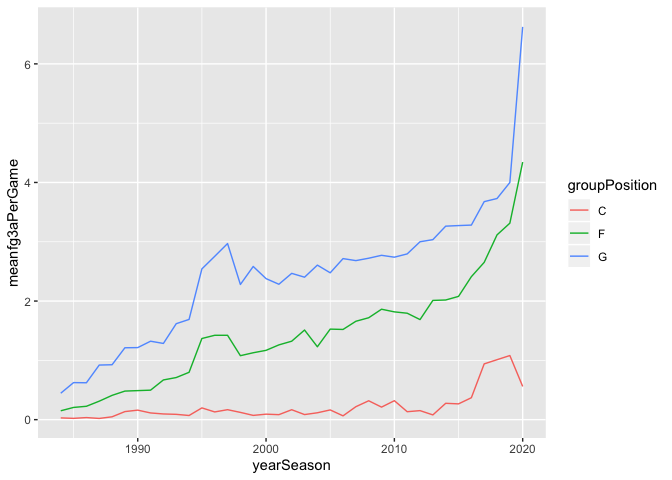 meanfg3aPerGame
6
4
2
0
1990
2000
2010
2020
yearSeason
groupPosition
C
F
G